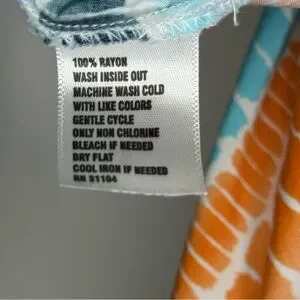 100% RAYON
WASH INSIDE OUT
MACHINE WASH COLD
WITH LIKE COLORS
GENTLE CYCLE
ONLY NON CHLORINE
BLEACH IF NEEDED
DRY FLAT
COOL IRON IF NEEDED
RN 21104